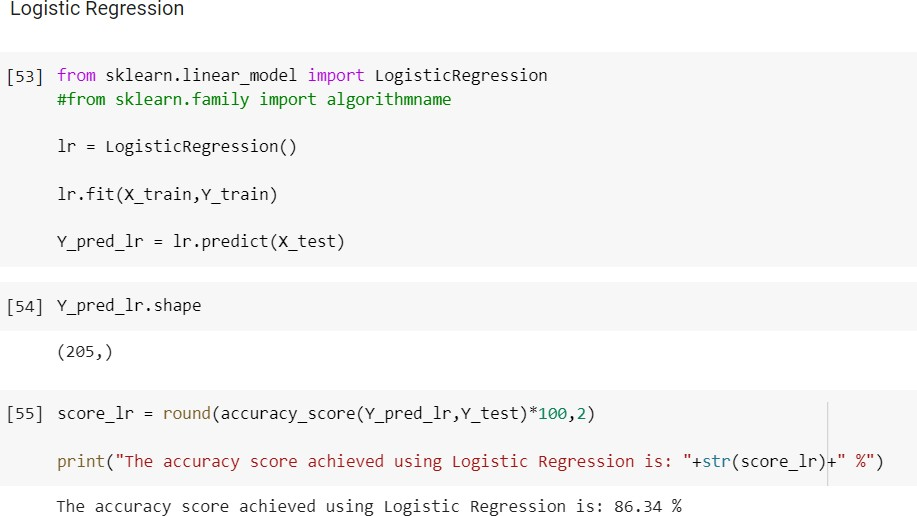 Logistic Regression
[53] from sklearn.linear_model import LogisticRegression
#from sklearn.family import algorithmname
lr = LogisticRegression()
lr.fit(X_train,Y_train)
Y_pred_lr = lr.predict(X_test)
[54] Y_pred_lr.shape
(205,)
[55] score_lr = round(accuracy_score(Y_pred_lr,Y_test)*100,2)
print("The accuracy score achieved using Logistic Regression is: "+str(score_lr)+" %")
The accuracy score achieved using Logistic Regression is: 86.34 %